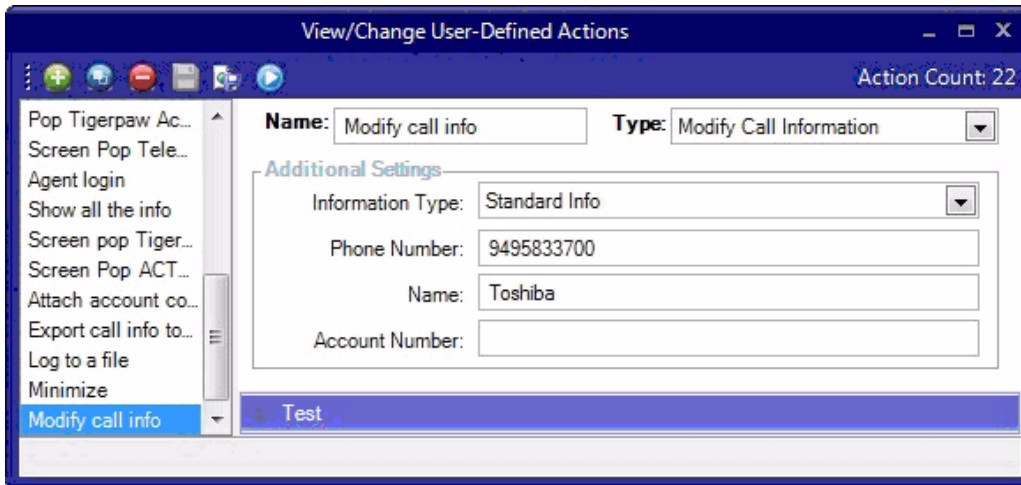 View/Change User-Defined Actions
Action Count: 22
Pop Tigerpaw Ac...
Screen Pop Tele...
Agent login
Show all the info
Screen pop Tiger...
Screen Pop ACT...
Attach account co...
Export call info to...
Log to a file
Minimize
Modify call info
Name: Modify call info Type: Modify Call Information
Additional Settings
Information Type: Standard Info
Phone Number: 9495833700
Name: Toshiba
Account Number:
Test